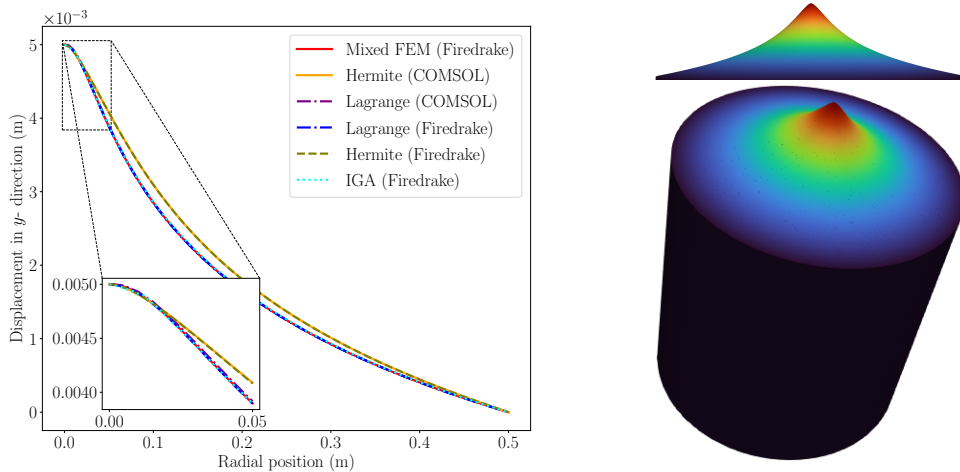 ×10⁻³
5
4
3
2
1
0
Displacement in y- direction (m)
Mixed FEM (Firedrake)
Hermite (COMSOL)
Lagrange (COMSOL)
Lagrange (Firedrake)
Hermite (Firedrake)
IGA (Firedrake)
0.0050
0.0045
0.0040
0.00
0.05
0.0 0.1 0.2 0.3 0.4 0.5
Radial position (m)